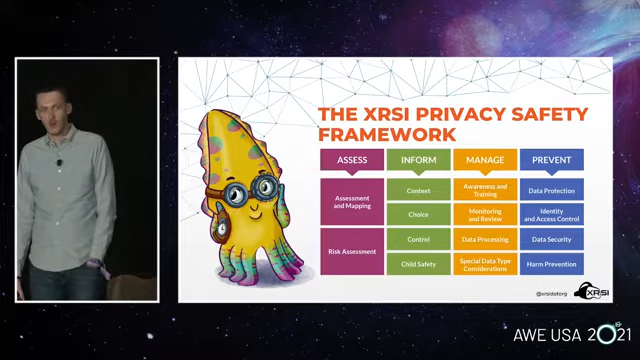 THE XRSI PRIVACY SAFETY
FRAMEWORK
ASSESS
INFORM
MANAGE
PREVENT
Assessment
and Mapping
Risk Assessment
Context
Choice
Control
Child Safety
Awareness and
Training
Monitoring
and Review
Data Processing
Special Data Type
Considerations
Data Protection
Identity
and Access Control
Data Security
Harm Prevention
@xrsidotorg
XRSI
AWE USA 2021